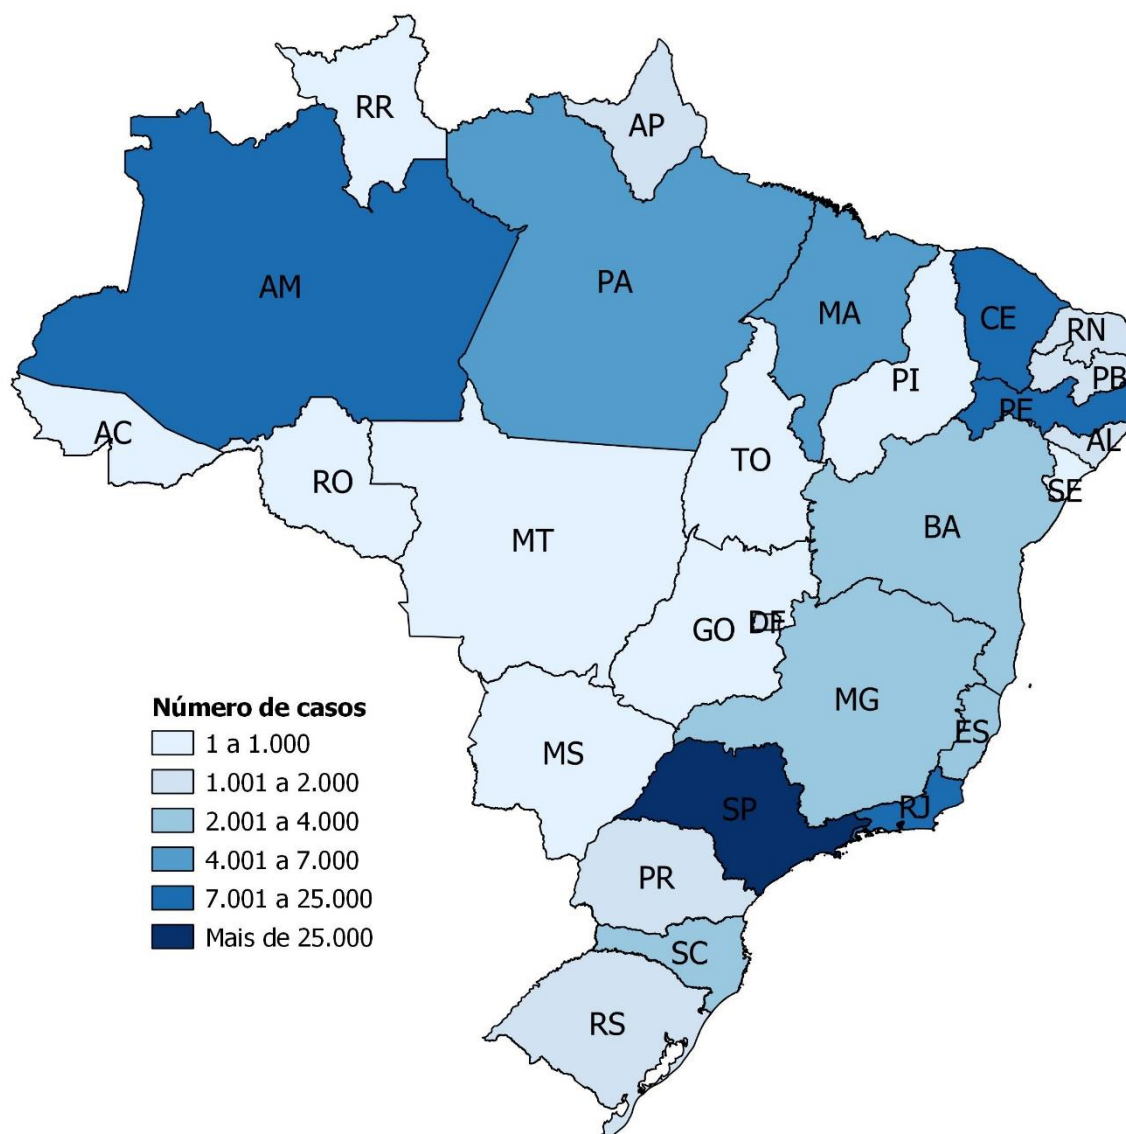 RR
AP
AM
PA
MA
CE
RN
PI
PB
PE
AC
AL
TO
RO
SE
BA
MT
GO
DF
MG
Número de casos
1 a 1.000
1.001 a 2.000
2.001 a 4.000
4.001 a 7.000
7.001 a 25.000
Mais de 25.000
ES
MS
SP
RJ
PR
SC
RS